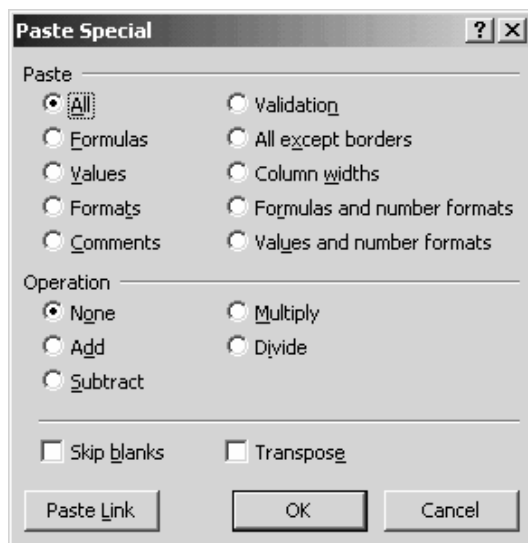 Paste Special ? X
Paste
All Validation
Formulas All except borders
Values Column widths
Formats Formulas and number formats
Comments Values and number formats
Operation
None Multiply
Add Divide
Subtract
Skip blanks Transpose
Paste Link OK Cancel